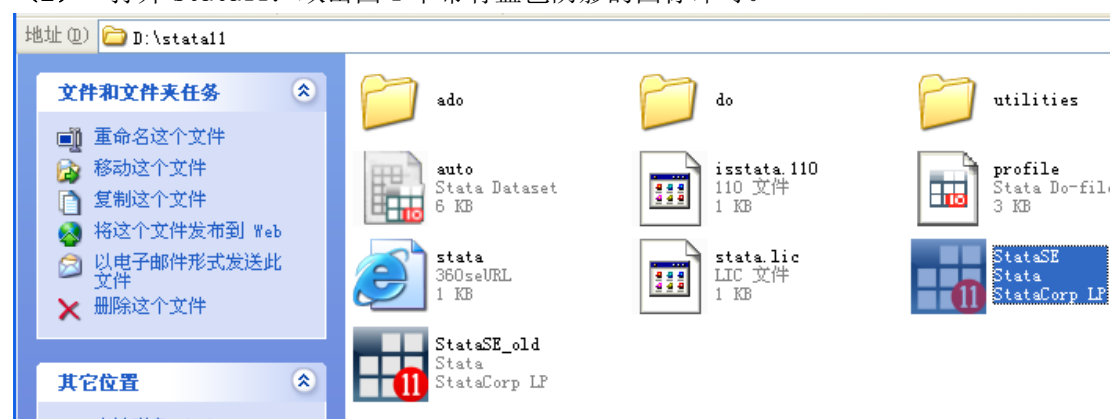 地址(D) D:\stata11
文件和文件夹任务
重命名这个文件
移动这个文件
复制这个文件
将这个文件发布到 Web
以电子邮件形式发送此
文件
删除这个文件
其它位置
ado
do
utilities
auto
Stata Dataset
6 KB
isstata.110
110 文件
1 KB
profile
Stata Do-file
3 KB
stata
360seURL
1 KB
stata.lic
LIC 文件
1 KB
StataSE
Stata
StataCorp LP
StataSE_old
Stata
StataCorp LP